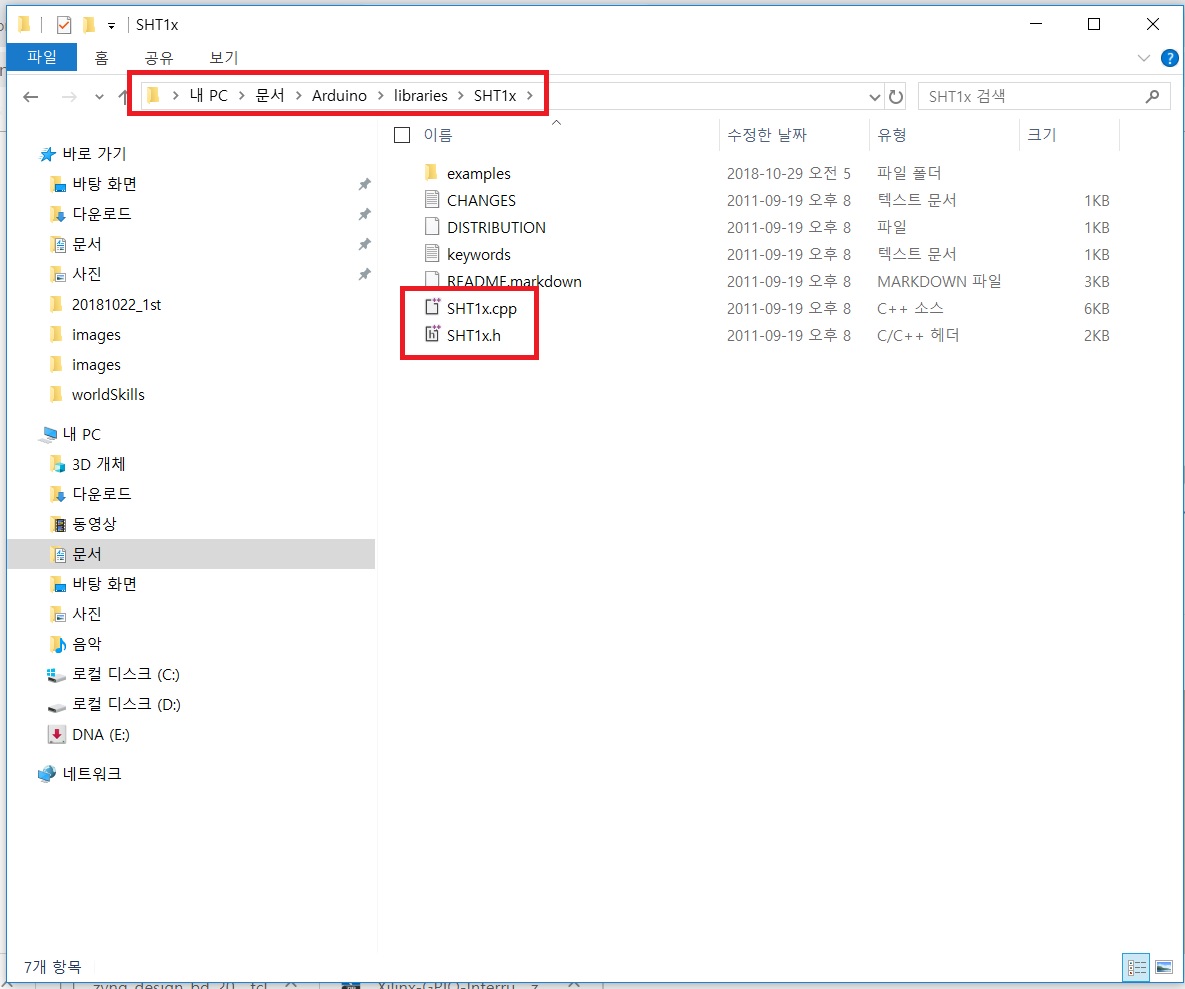 SHT1x
파일 홈 공유 보기
내 PC > 문서 > Arduino > libraries > SHT1x >
SHT1x 검색
이름 수정한 날짜 유형 크기
examples 2018-10-29 오전 5 파일 폴더
CHANGES 2011-09-19 오후 8 텍스트 문서 1KB
DISTRIBUTION 2011-09-19 오후 8 파일 1KB
keywords 2011-09-19 오후 8 텍스트 문서 1KB
README.markdown 2011-09-19 오후 8 MARKDOWN 파일 3KB
SHT1x.cpp 2011-09-19 오후 8 C++ 소스 6KB
SHT1x.h 2011-09-19 오후 8 C/C++ 헤더 2KB
바로 가기
바탕 화면
다운로드
문서
사진
20181022_1st
images
images
worldSkills
내 PC
3D 개체
다운로드
동영상
문서
바탕 화면
사진
음악
로컬 디스크 (C:)
로컬 디스크 (D:)
DNA (E:)
네트워크
7개 항목